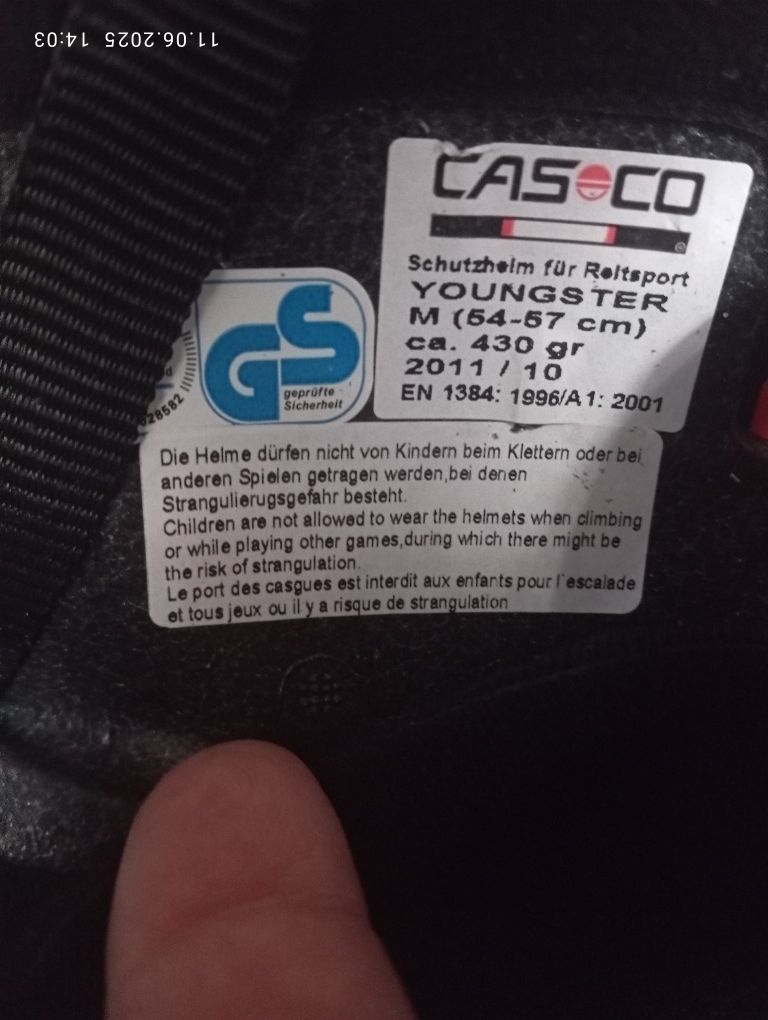 11.06.2025 14:03
CASCO
Schutzhelm für Reitsport
YOUNGSTER
M (54-57 cm)
ca. 430 gr
2011 / 10
EN 1384: 1996/A1: 2001
GS
geprüfte
Sicherheit
28582
Die Helme dürfen nicht von Kindern beim Klettern oder bei
anderen Spielen getragen werden,bei denen
Strangulierugsgefahr besteht.
Children are not allowed to wear the helmets when climbing
or while playing other games,during which there might be
the risk of strangulation.
Le port des casgues est interdit aux enfants pour l'escalade
et tous jeux ou il y a risque de strangulation